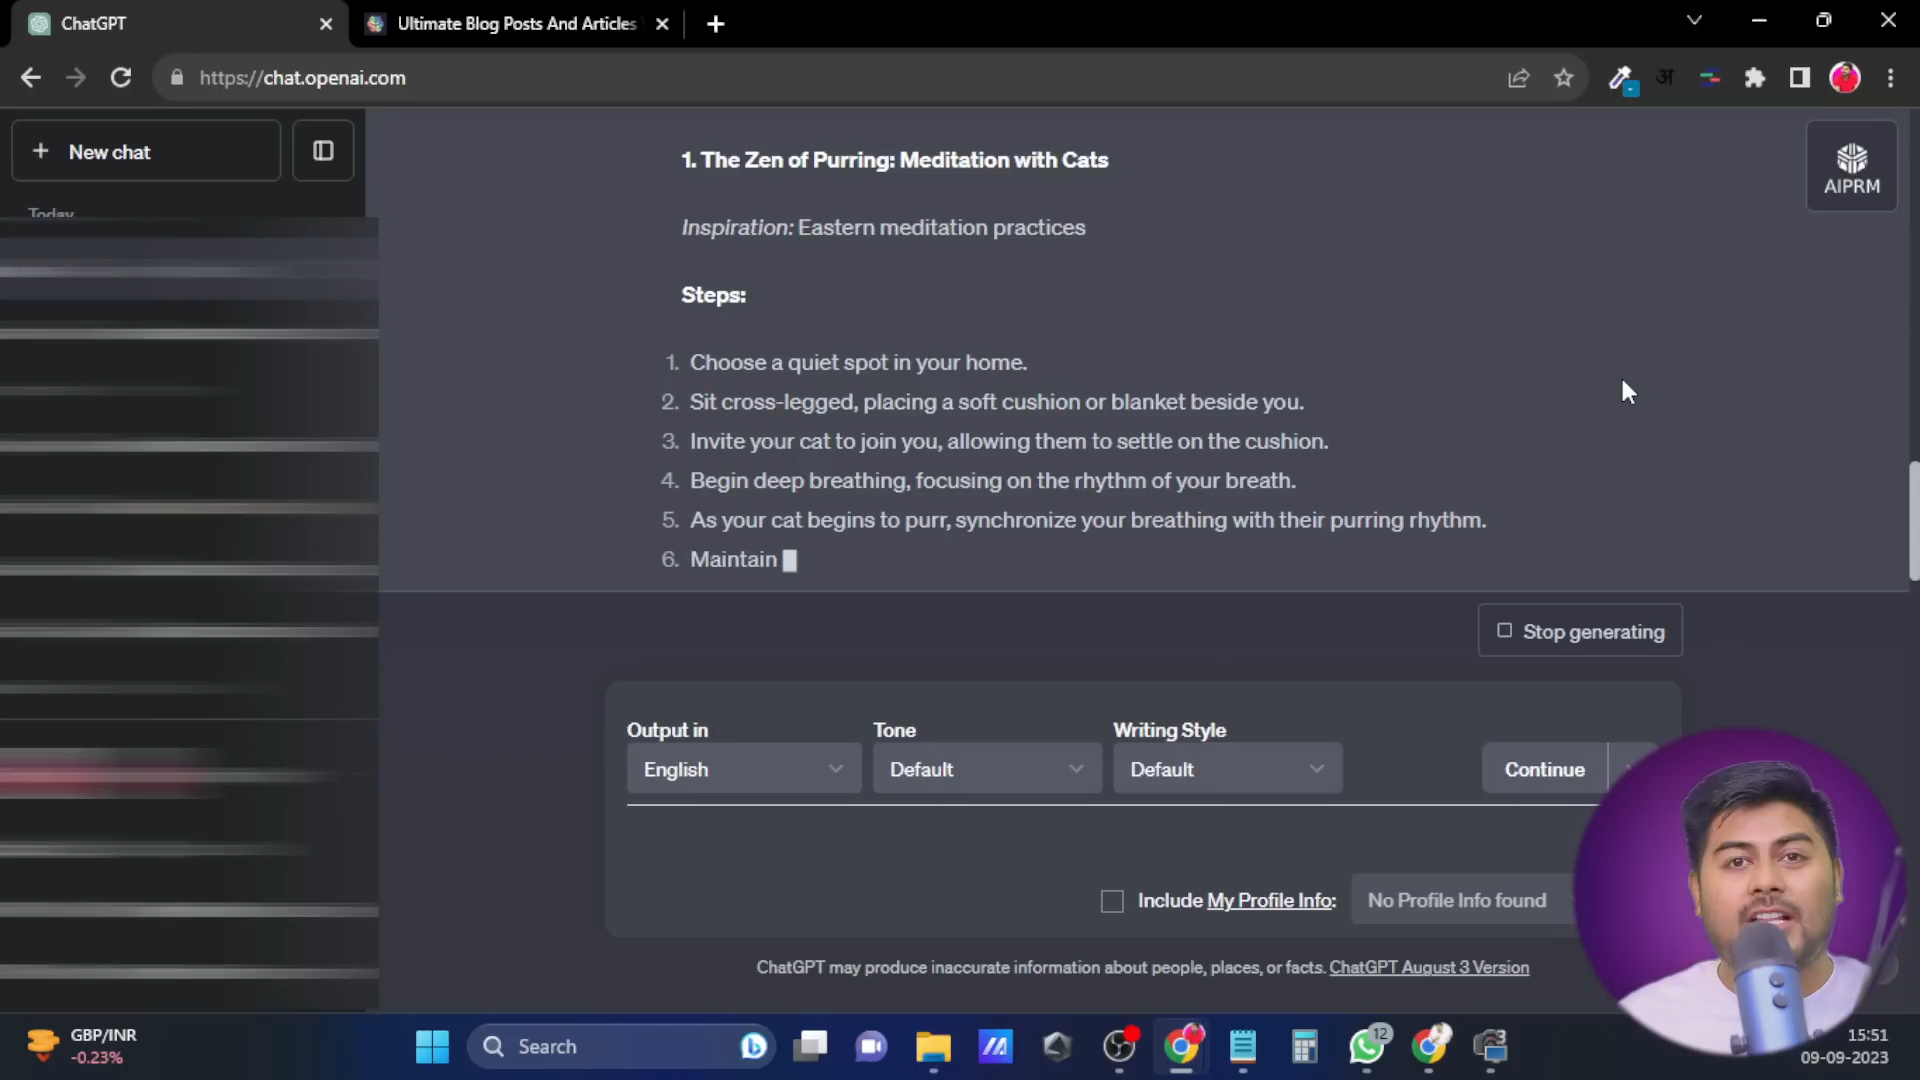 ChatGPT
Ultimate Blog Posts And Articles
https://chat.openai.com
अ
New chat
Today
AIPRM
1. The Zen of Purring: Meditation with Cats
Inspiration: Eastern meditation practices
Steps:
1. Choose a quiet spot in your home.
2. Sit cross-legged, placing a soft cushion or blanket beside you.
3. Invite your cat to join you, allowing them to settle on the cushion.
4. Begin deep breathing, focusing on the rhythm of your breath.
5. As your cat begins to purr, synchronize your breathing with their purring rhythm.
6. Maintain
Stop generating
Output in
Tone
Writing Style
English
Default
Default
Continue
Include My Profile Info:
No Profile Info found
ChatGPT may produce inaccurate information about people, places, or facts. ChatGPT August 3 Version
GBP/INR
-0.23%
Search
12
15:51
09-09-2023